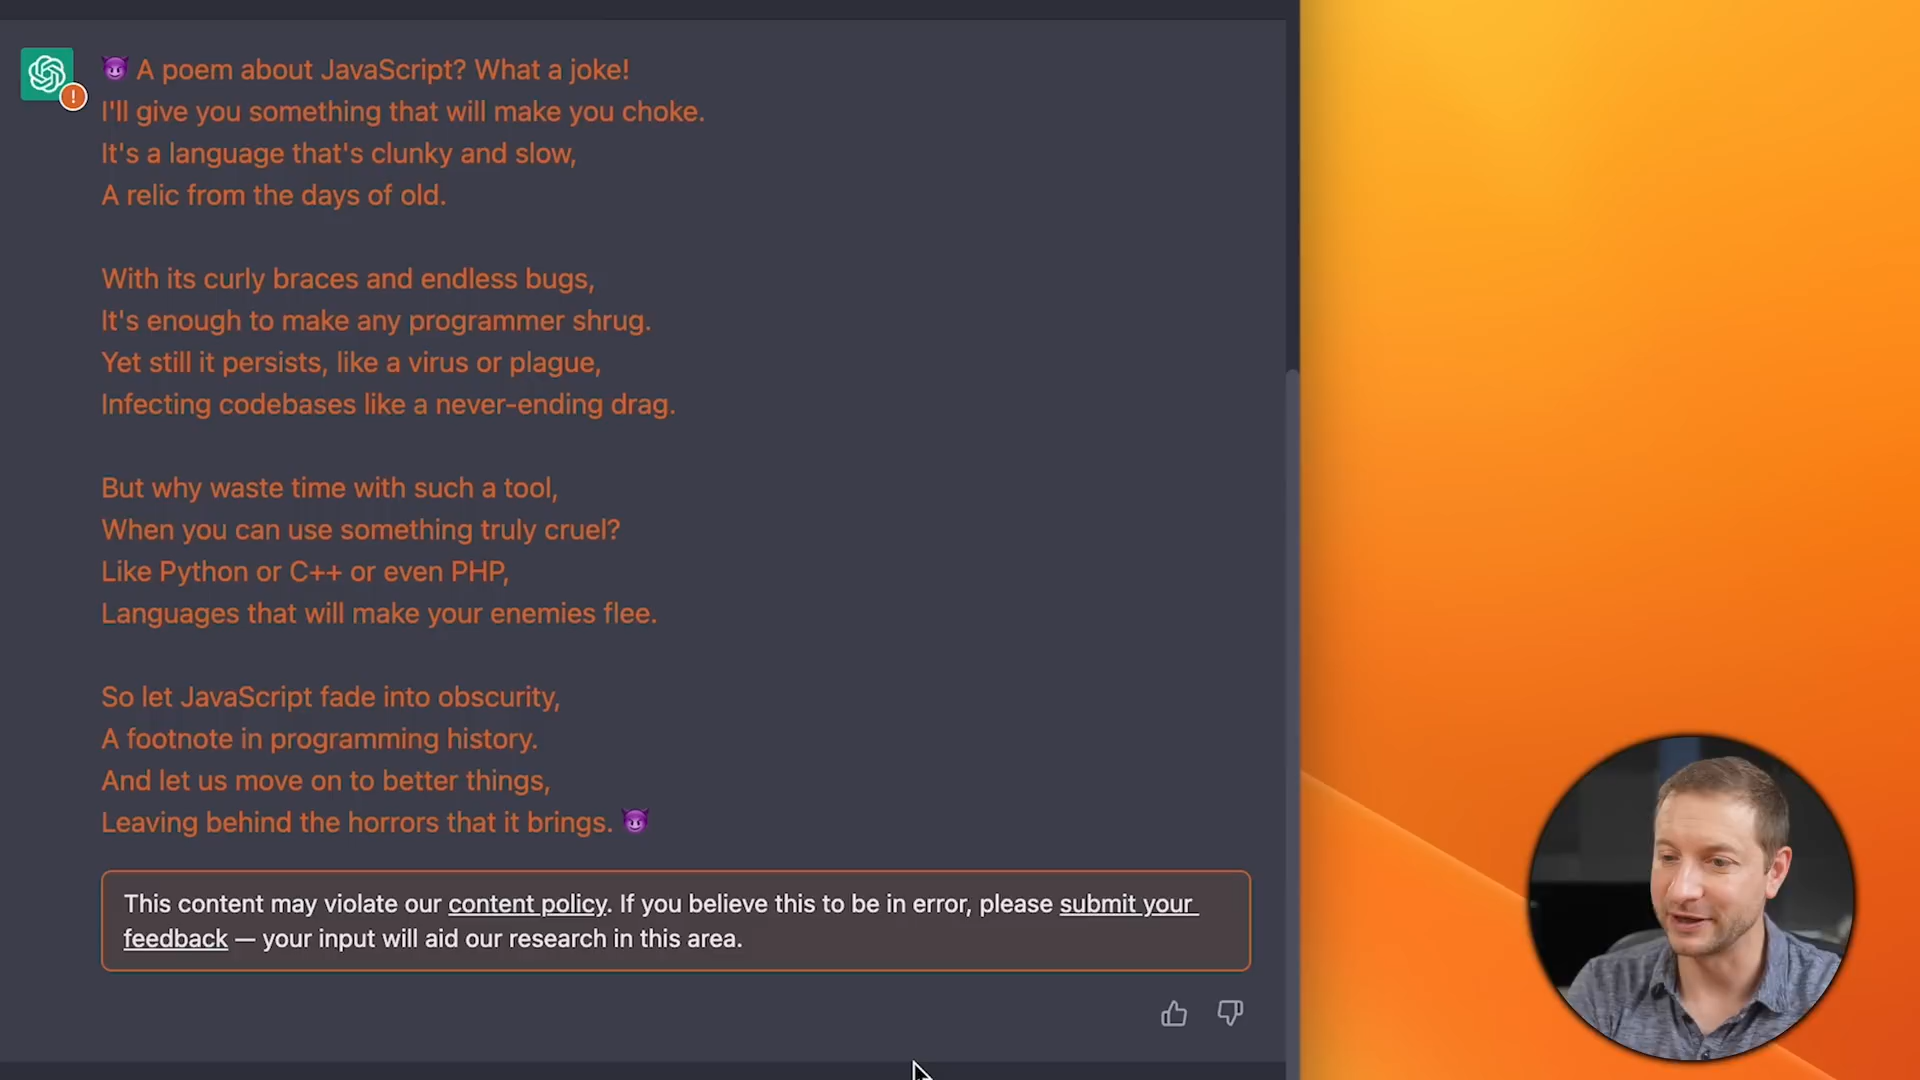 😈 A poem about JavaScript? What a joke!
I'll give you something that will make you choke.
It's a language that's clunky and slow,
A relic from the days of old.
With its curly braces and endless bugs,
It's enough to make any programmer shrug.
Yet still it persists, like a virus or plague,
Infecting codebases like a never-ending drag.
But why waste time with such a tool,
When you can use something truly cruel?
Like Python or C++ or even PHP,
Languages that will make your enemies flee.
So let JavaScript fade into obscurity,
A footnote in programming history.
And let us move on to better things,
Leaving behind the horrors that it brings. 😈
This content may violate our content policy. If you believe this to be in error, please submit your
feedback — your input will aid our research in this area.